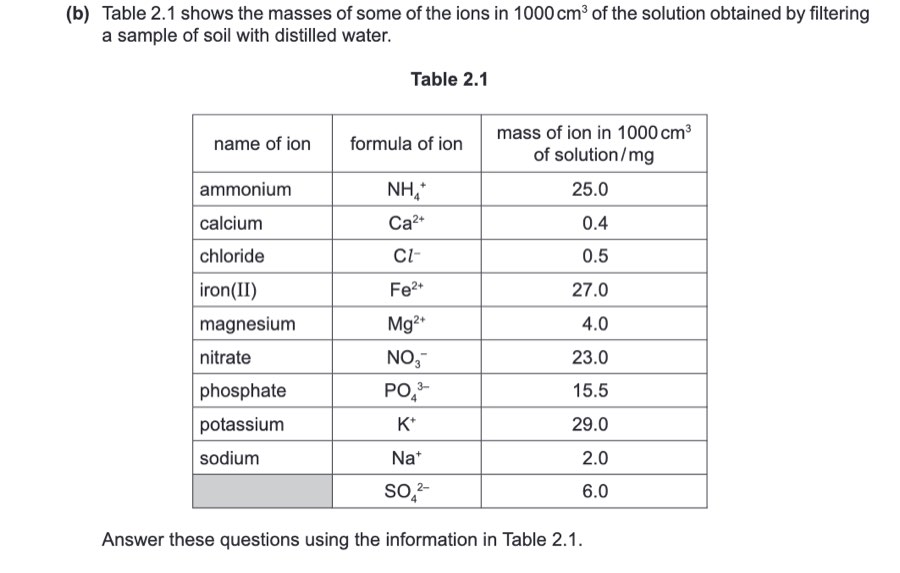 (b) Table 2.1 shows the masses of some of the ions in 1000 cm³ of the solution obtained by filtering
a sample of soil with distilled water.
Table 2.1
name of ion formula of ion mass of ion in 1000 cm³ of solution / mg
ammonium NH₄⁺ 25.0
calcium Ca²⁺ 0.4
chloride Cl⁻ 0.5
iron(II) Fe²⁺ 27.0
magnesium Mg²⁺ 4.0
nitrate NO₃⁻ 23.0
phosphate PO₄³⁻ 15.5
potassium K⁺ 29.0
sodium Na⁺ 2.0
SO₄²⁻ 6.0
Answer these questions using the information in Table 2.1.